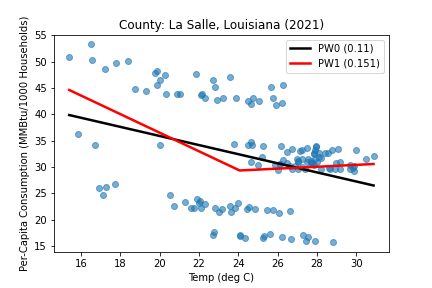 County: La Salle, Louisiana (2021)
PW0 (0.11)
PW1 (0.151)
Per-Capita Consumption (MMBtu/1000 Households)
55
50
45
40
35
30
25
20
15
16 18 20 22 24 26 28 30
Temp (deg C)